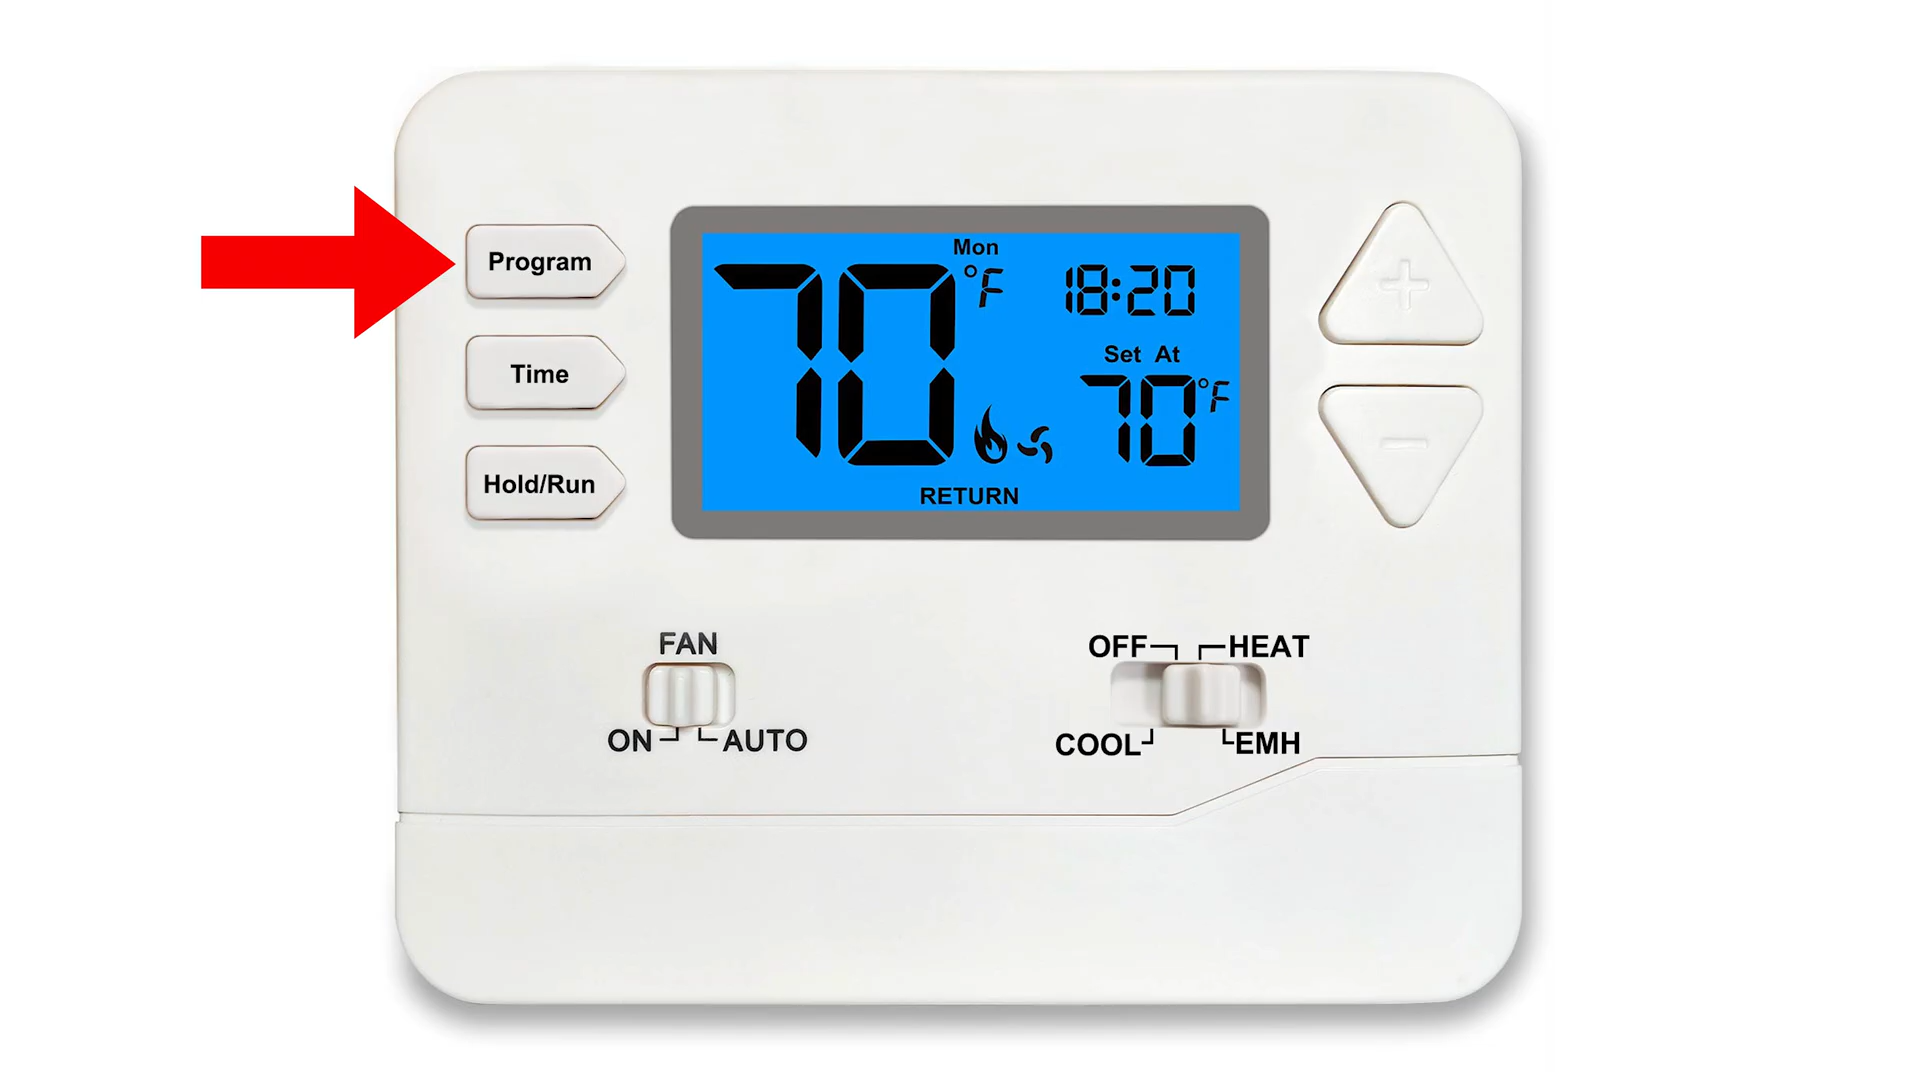 Program
Time
Hold/Run
Mon
70°F
18:20
Set At
70°F
RETURN
FAN
ON
AUTO
OFF
HEAT
COOL
EMH